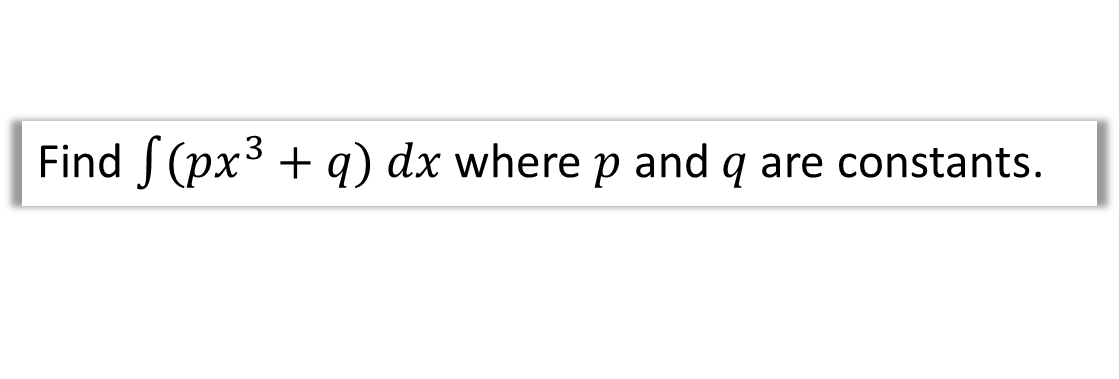 Find ∫(px³ + q) dx where p and q are constants.